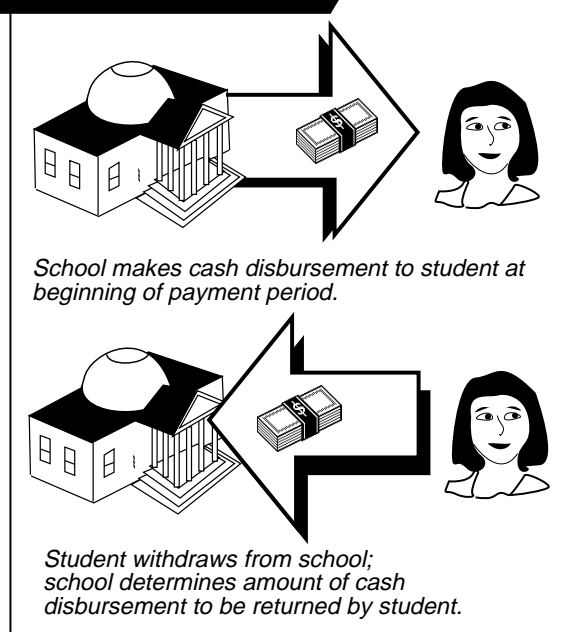 School makes cash disbursement to student at
beginning of payment period.
Student withdraws from school;
school determines amount of cash
disbursement to be returned by student.